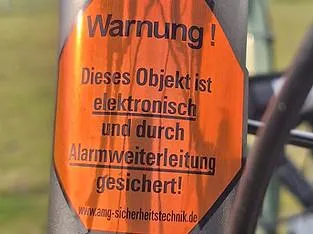 Warnung!
Dieses Objekt ist
elektronisch
und durch
Alarmweiterleitung
gesichert!
www.amg-sicherheitstechnik.de